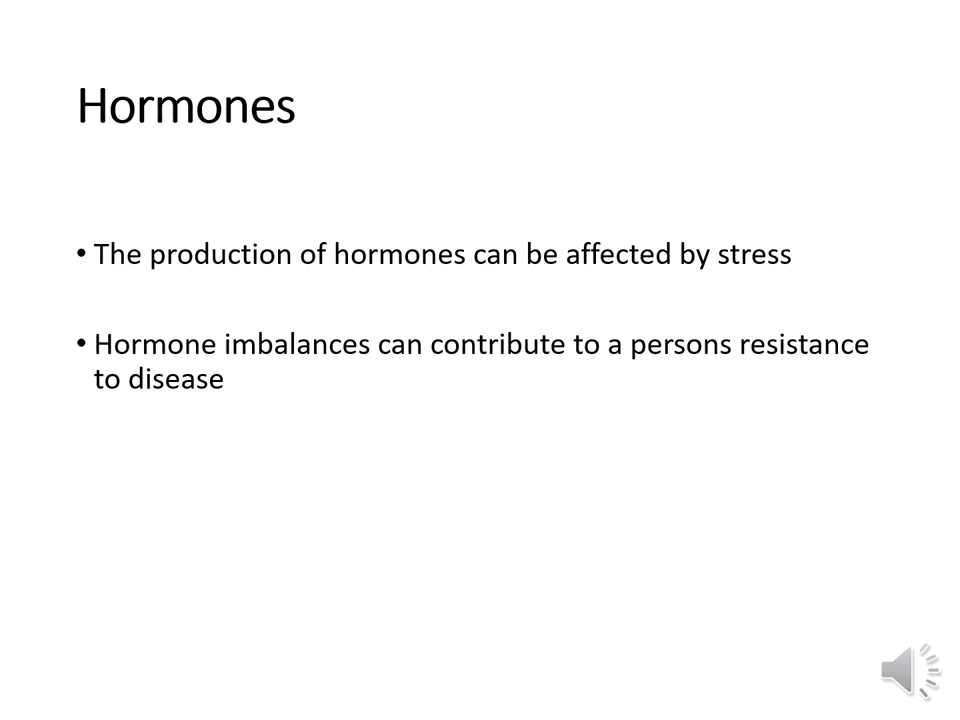 Hormones
• The production of hormones can be affected by stress
• Hormone imbalances can contribute to a persons resistance
to disease